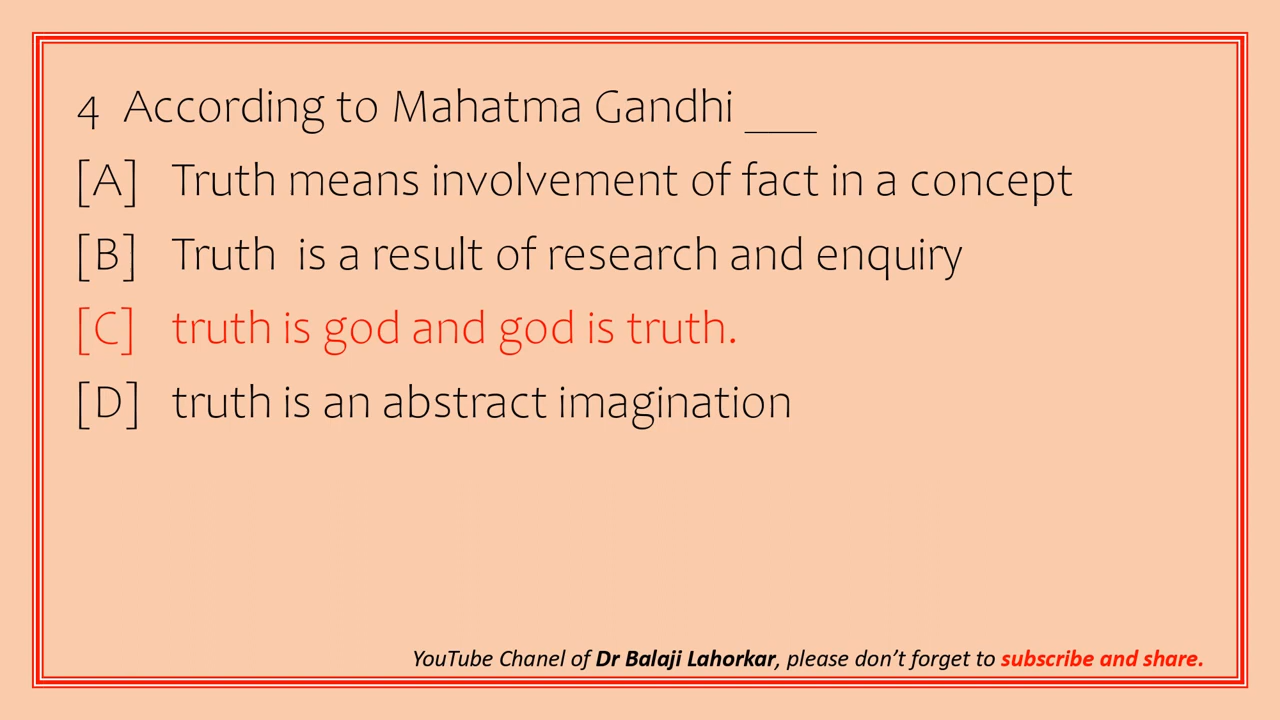 4 According to Mahatma Gandhi ___
[A] Truth means involvement of fact in a concept
[B] Truth is a result of research and enquiry
[C] truth is god and god is truth.
[D] truth is an abstract imagination
YouTube Chanel of Dr Balaji Lahorkar, please don’t forget to subscribe and share.